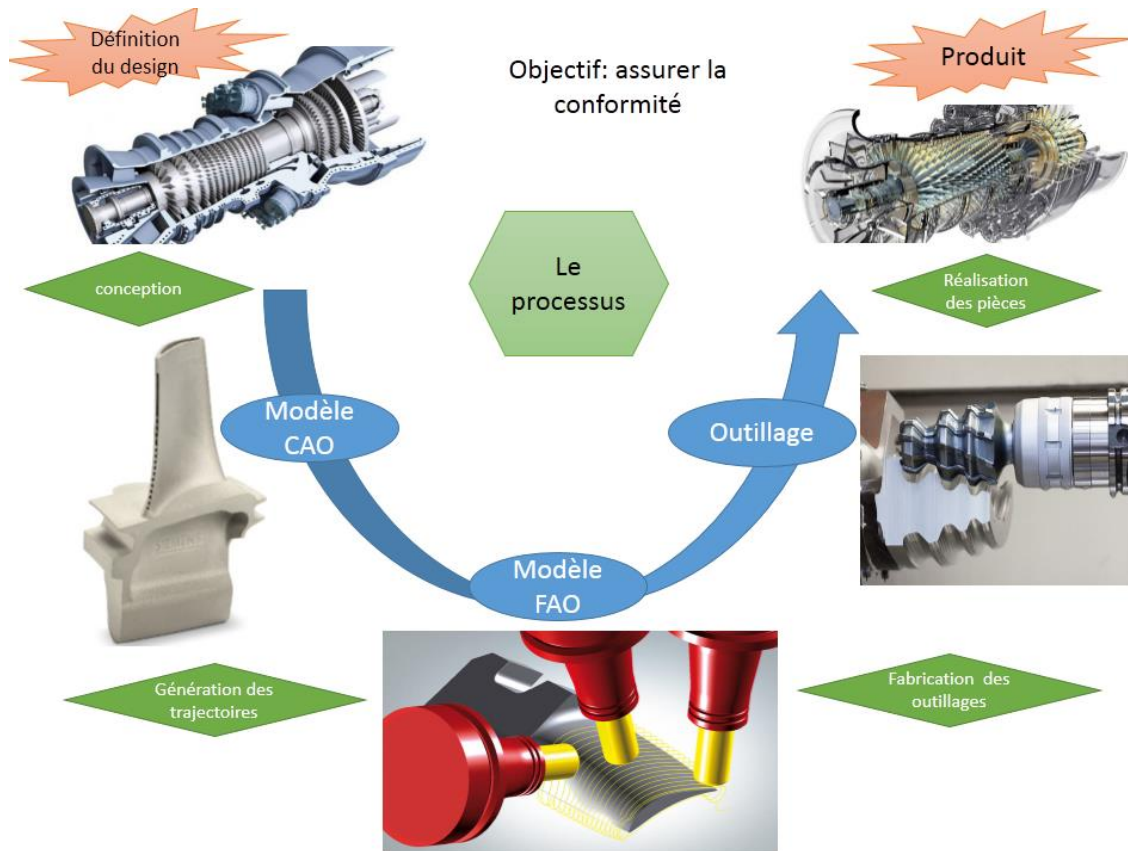 Définition
du design
Objectif: assurer la
conformité
Produit
Le
processus
conception
Réalisation
des pièces
Modèle
CAO
Outillage
Modèle
FAO
Génération des
trajectoires
Fabrication  des
outillages